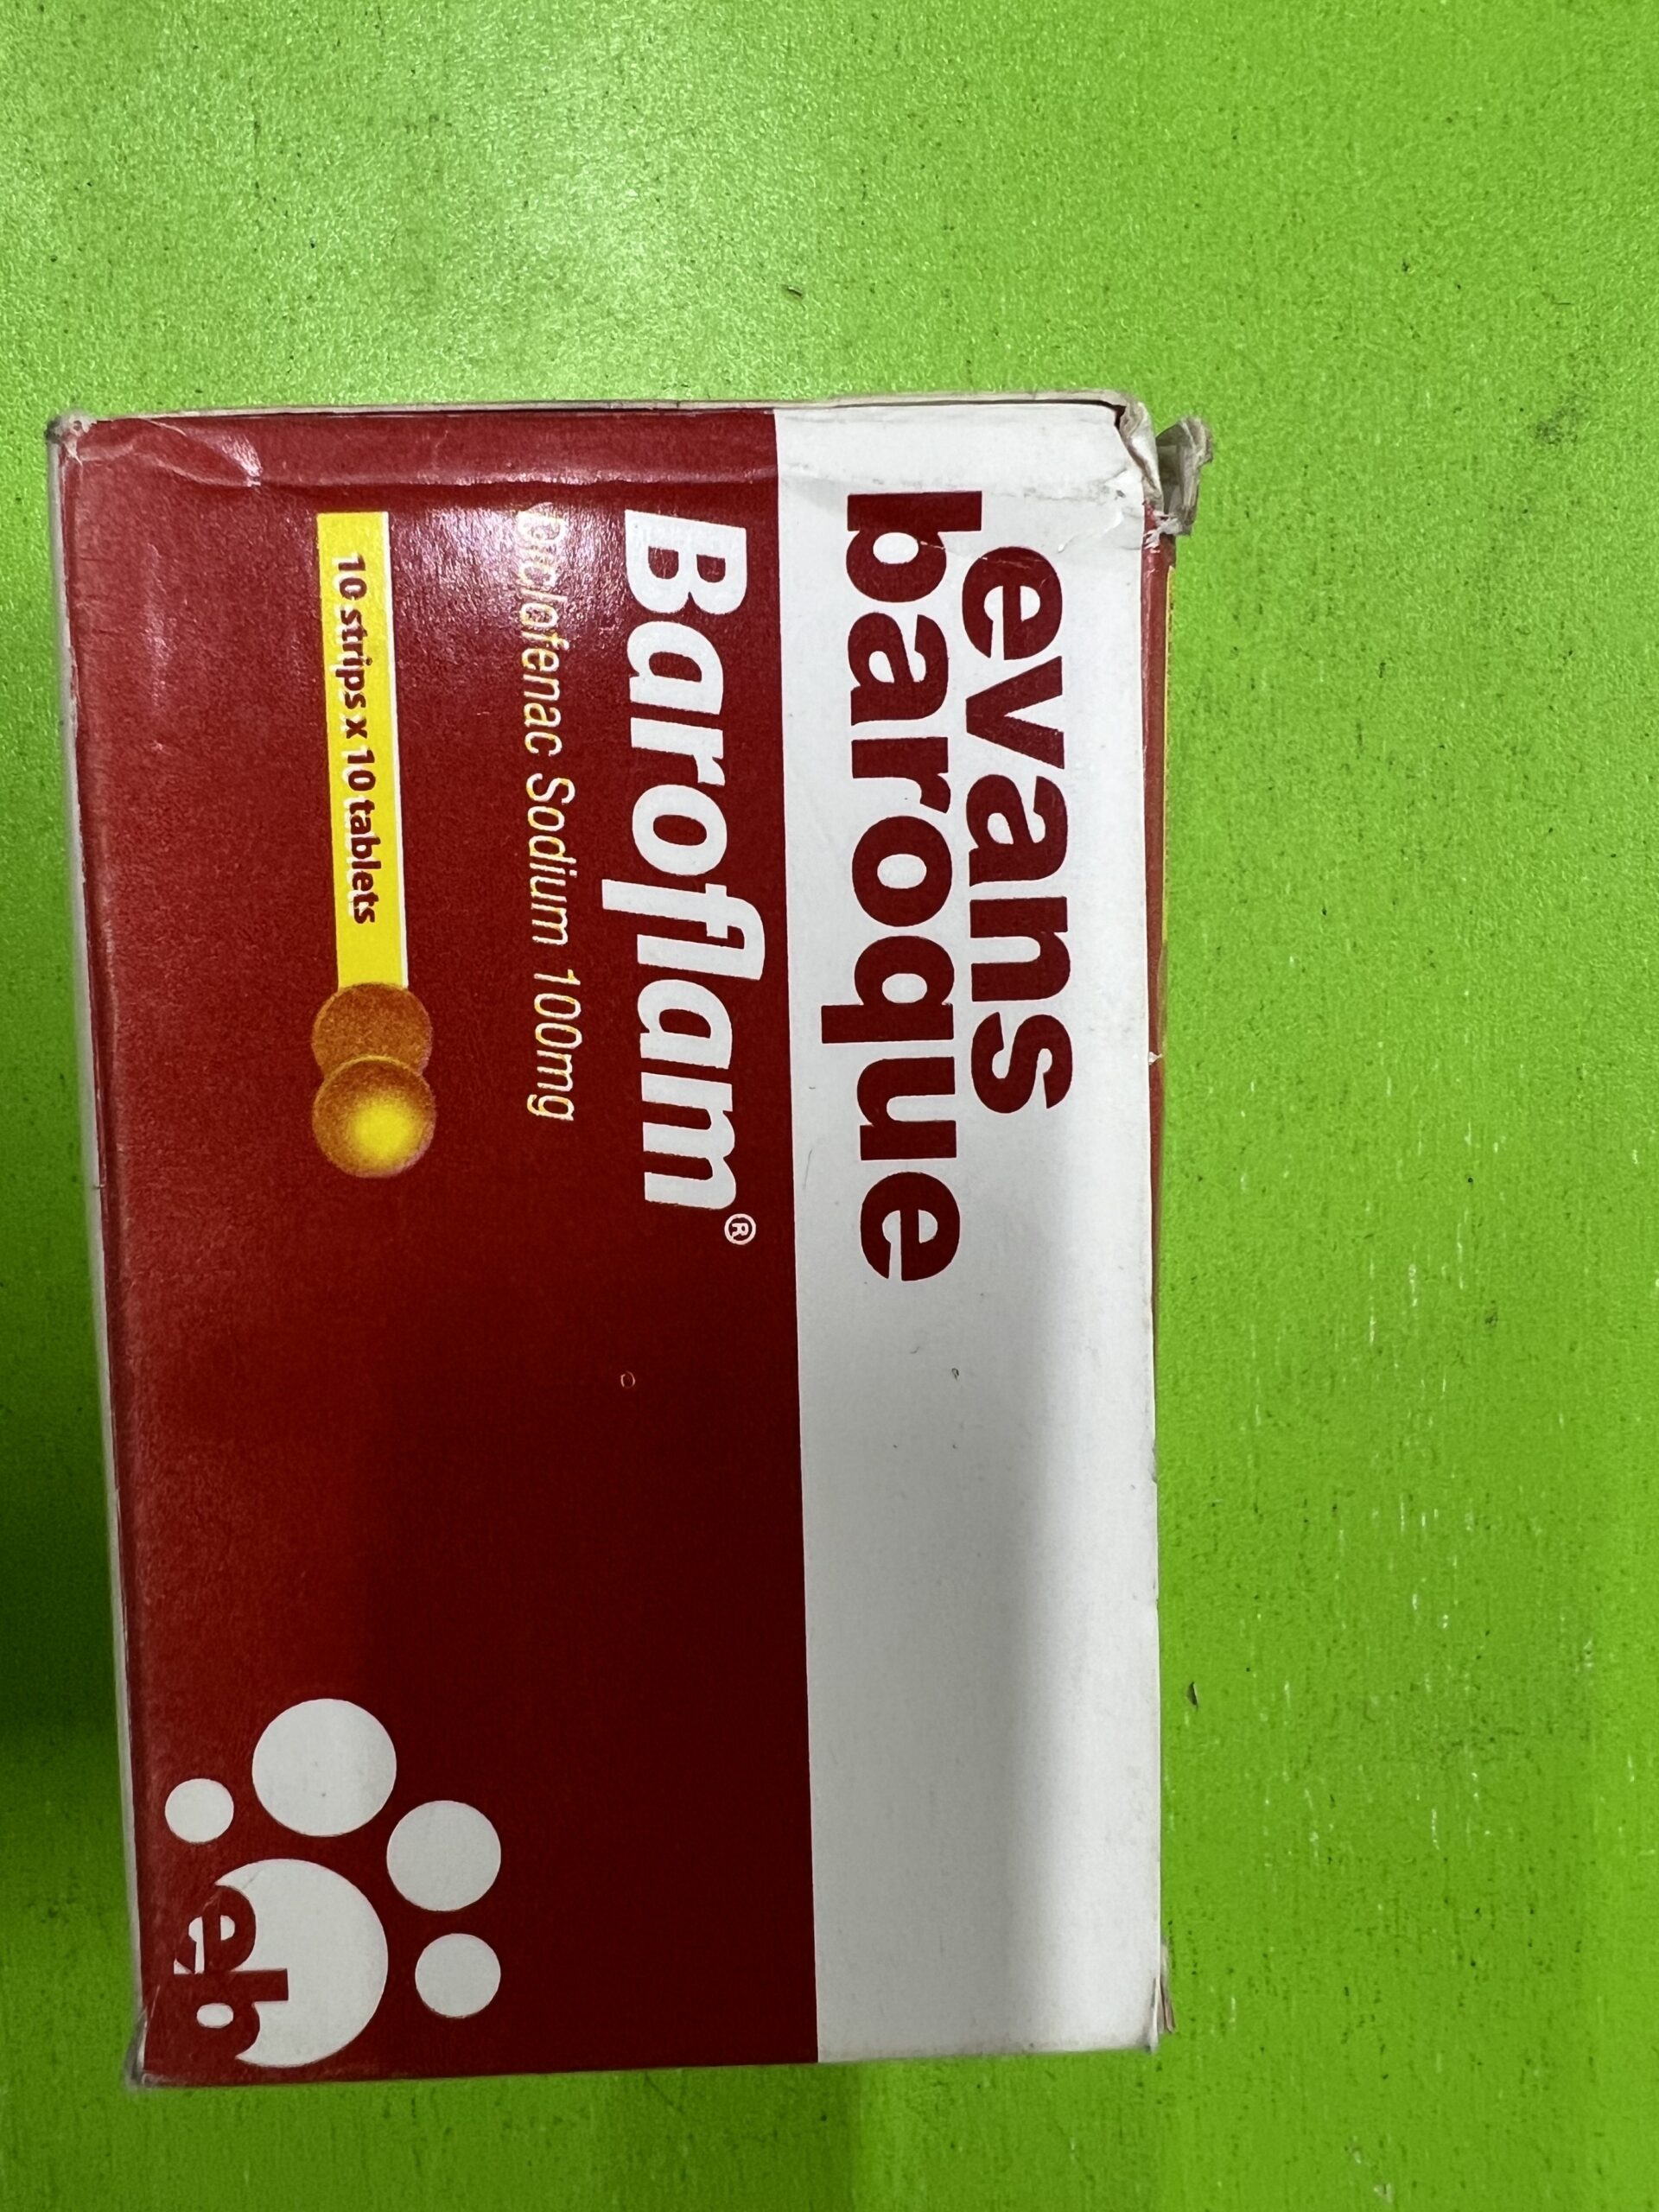 evans
baroque
Baroflam®
Diclofenac Sodium 100mg
10 strips x 10 tablets
eb